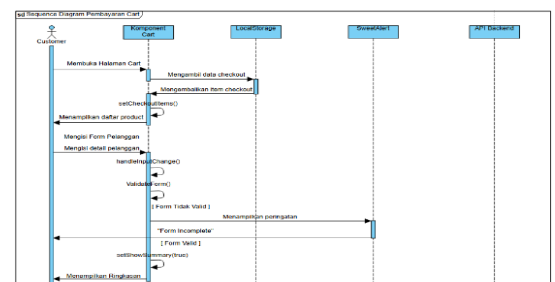 sd Sequence Diagram Pembayaran Cart
Customer
Komponent
Cart
LocalStorage
SweetAlert
API Backend
Membuka Halaman Cart
Mengambil data checkout
Mengembalikan item checkout
setCheckoutItems()
Menampilkan daftar product
Mengisi Form Pelanggan
Mengisi detail pelanggan
handleInputChange()
ValidateForm()
[ Form Tidak Valid ]
Menampilkan peringatan
"Form Incomplete"
[ Form Valid ]
setShowSummary(true)
Menampilkan Ringkasan